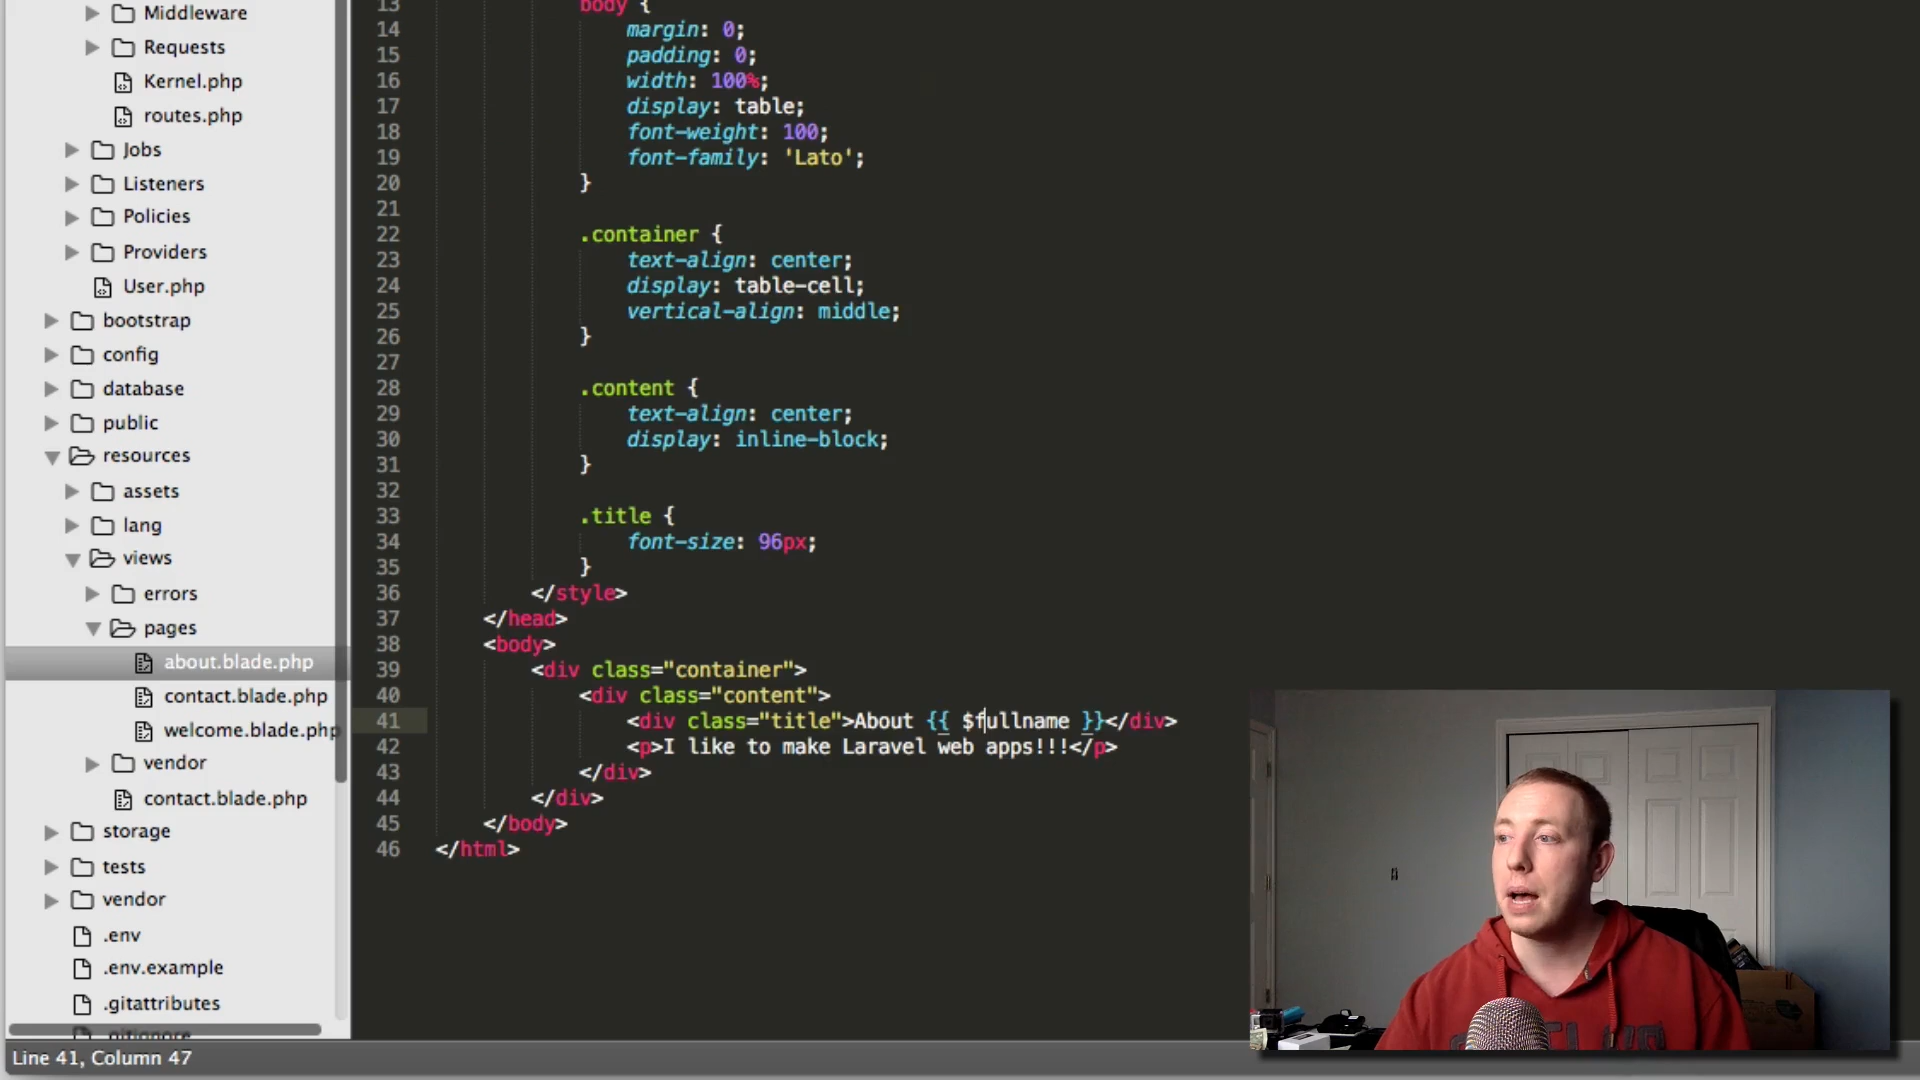 Middleware
Requests
Kernel.php
routes.php
Jobs
Listeners
Policies
Providers
User.php
bootstrap
config
database
public
resources
assets
lang
views
errors
pages
about.blade.php
contact.blade.php
welcome.blade.php
vendor
contact.blade.php
storage
tests
vendor
.env
.env.example
.gitattributes
.gitignore
13 body {
14 margin: 0;
15 padding: 0;
16 width: 100%;
17 display: table;
18 font-weight: 100;
19 font-family: 'Lato';
20 }
21
22 .container {
23 text-align: center;
24 display: table-cell;
25 vertical-align: middle;
26 }
27
28 .content {
29 text-align: center;
30 display: inline-block;
31 }
32
33 .title {
34 font-size: 96px;
35 }
36 </style>
37 </head>
38 <body>
39 <div class="container">
40 <div class="content">
41 <div class="title">About {{ $fullname }}</div>
42 <p>I like to make Laravel web apps!!!</p>
43 </div>
44 </div>
45 </body>
46 </html>
Line 41, Column 47